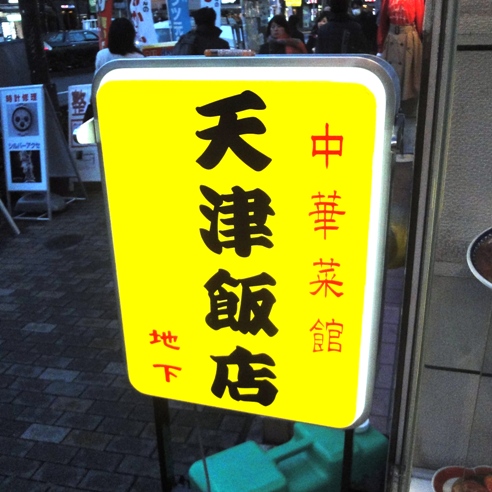 中華菜館
天津飯店
地下
時計修理
シルバーアクセ